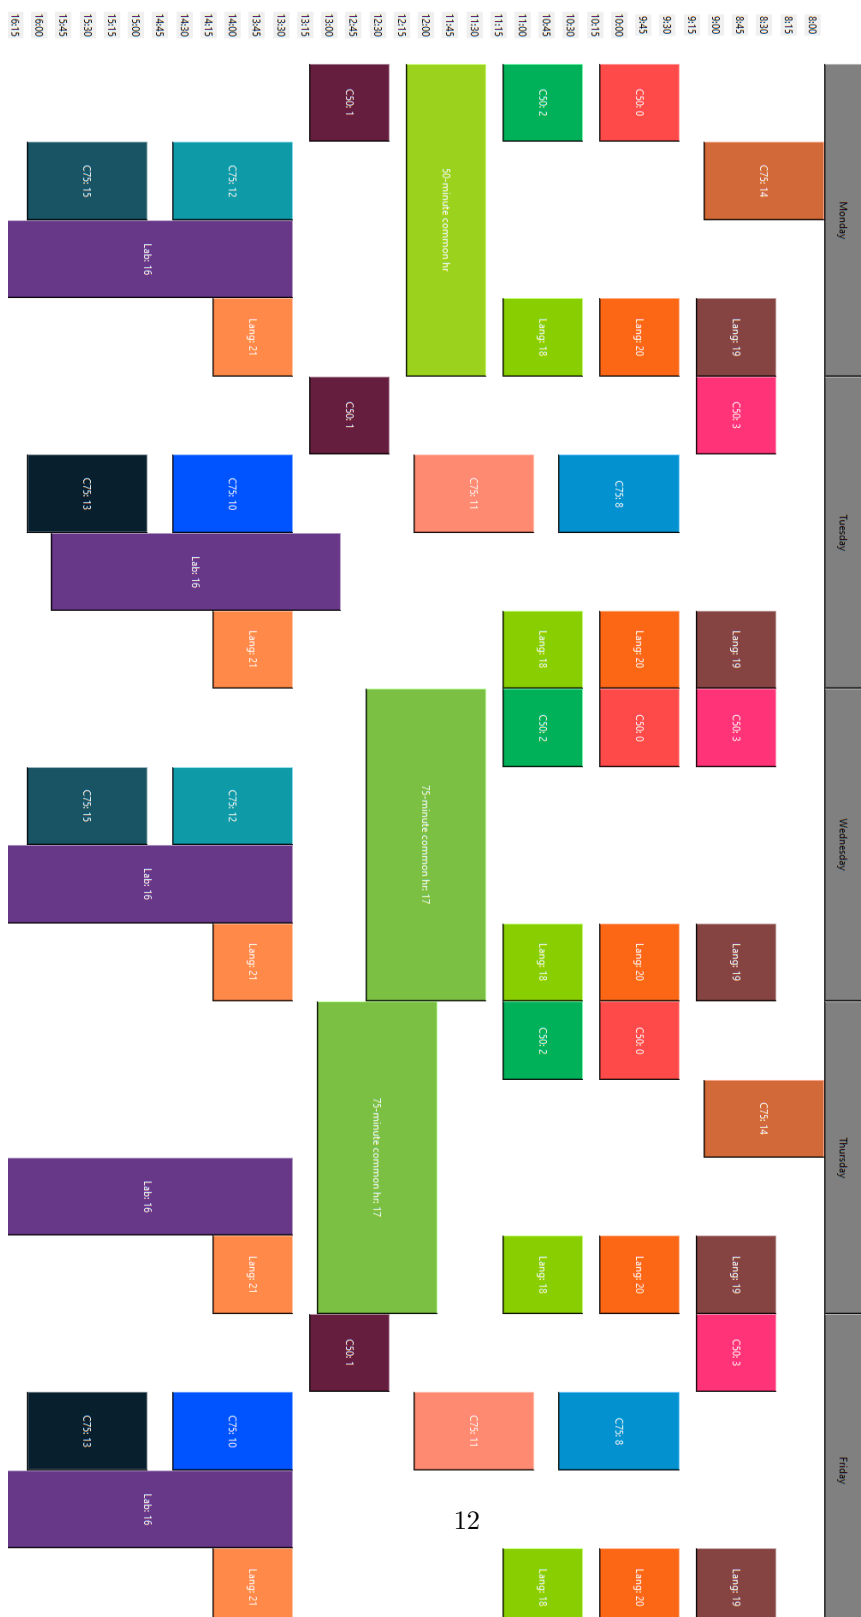 Monday
Tuesday
Wednesday
Thursday
Friday
8:00
8:15
8:30
8:45
9:00
9:15
9:30
9:45
10:00
10:15
10:30
10:45
11:00
11:15
11:30
11:45
12:00
12:15
12:30
12:45
13:00
13:15
13:30
13:45
14:00
14:15
14:30
14:45
15:00
15:15
15:30
15:45
16:00
16:15
C75: 14
Lang: 19
C50: 0
Lang: 20
C50: 2
Lang: 18
50-minute common hr
C50: 1
C75: 12
Lab: 16
Lang: 21
C75: 15
C50: 3
Lang: 19
C75: 8
Lang: 20
Lang: 18
C75: 11
C50: 1
Lab: 16
C75: 10
Lang: 21
C75: 13
C50: 3
Lang: 19
C50: 0
Lang: 20
C50: 2
Lang: 18
75-minute common hr: 17
C75: 12
Lab: 16
Lang: 21
C75: 15
C75: 14
Lang: 19
C50: 0
Lang: 20
C50: 2
Lang: 18
75-minute common hr: 17
Lab: 16
Lang: 21
C50: 3
Lang: 19
C75: 8
Lang: 20
Lang: 18
C75: 11
C50: 1
C75: 10
Lab: 16
Lang: 21
C75: 13
12